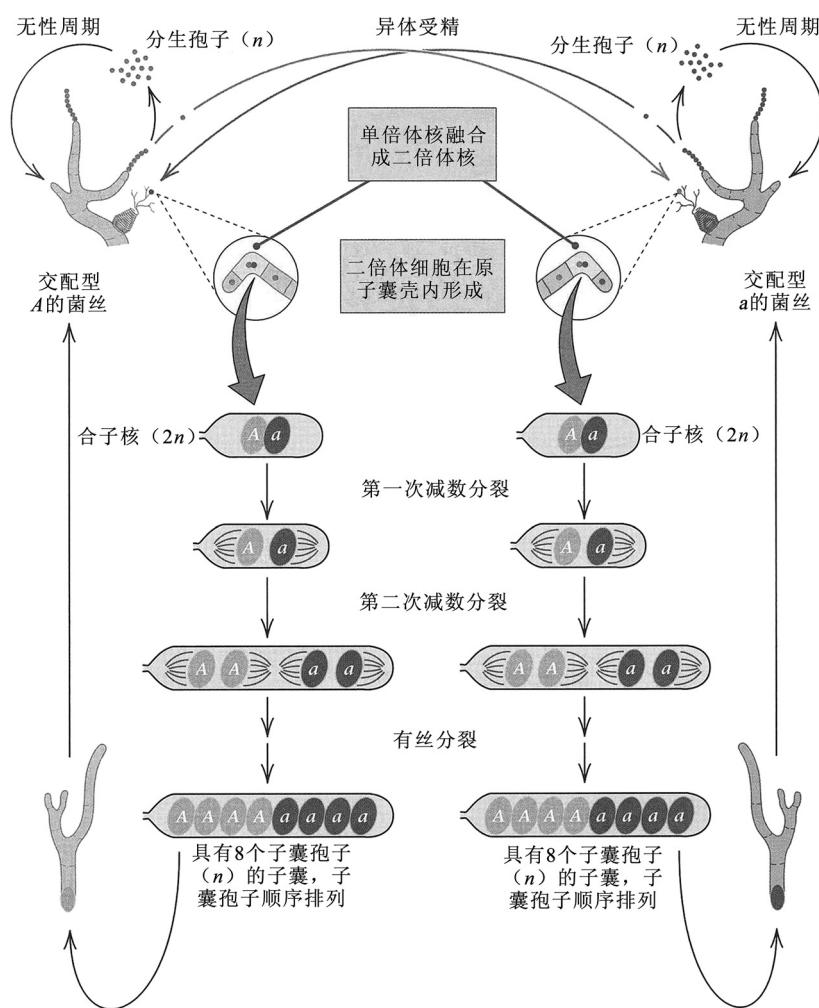 无性周期
分生孢子（n）
异体受精
分生孢子（n）
无性周期
单倍体核融合
成二倍体核
二倍体细胞在原
子囊壳内形成
交配型
A的菌丝
交配型
a的菌丝
A a
A a
合子核（2n）
合子核（2n）
第一次减数分裂
A a
A a
第二次减数分裂
A A a a
A A a a
有丝分裂
A A A A a a a a
A A A A a a a a
具有8个子囊孢子
（n）的子囊，子
囊孢子顺序排列
具有8个子囊孢子
（n）的子囊，子
囊孢子顺序排列